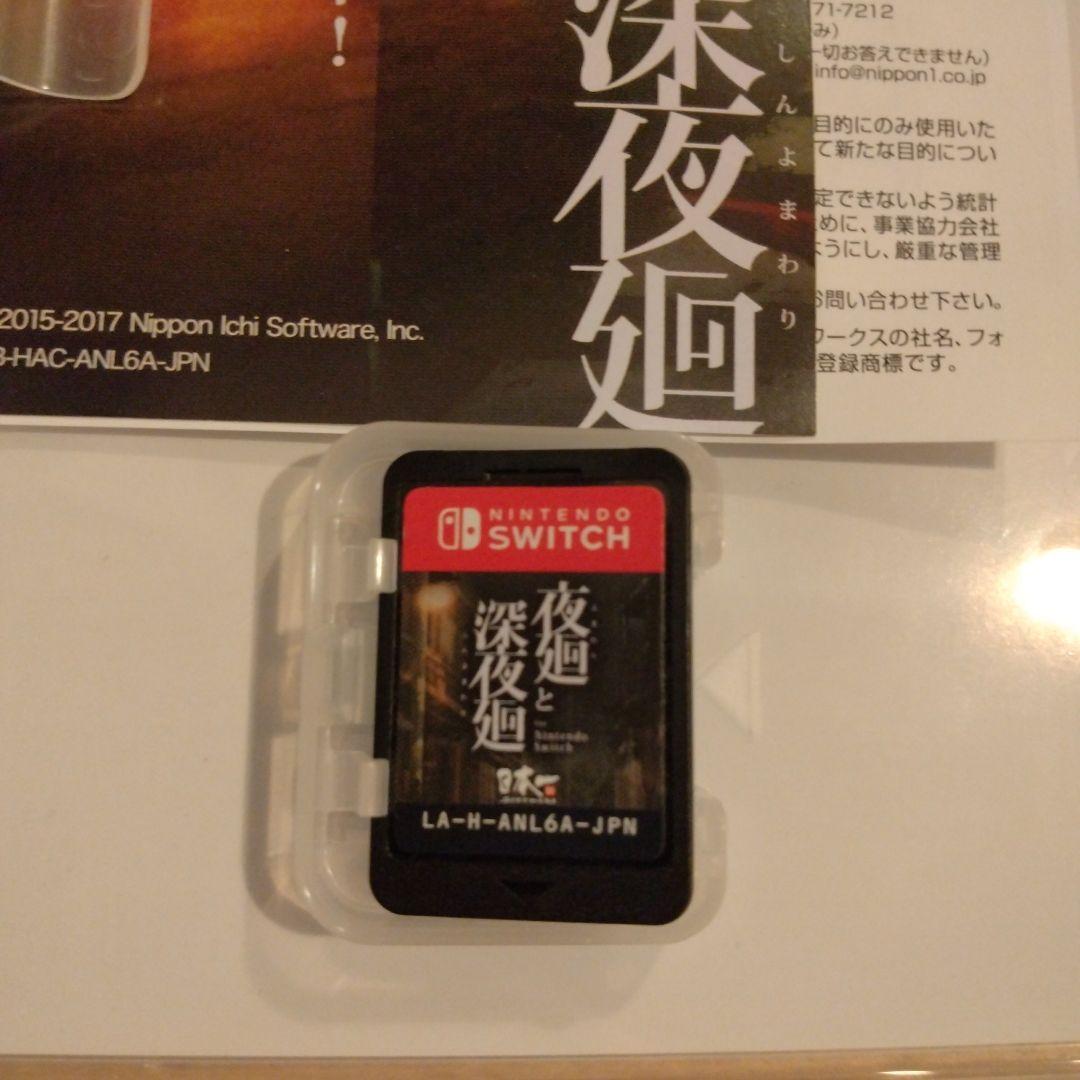 ！
深夜廻
しんよまわり
2015-2017 Nippon Ichi Software, Inc.
3-HAC-ANL6A-JPN
71-7212
み）
一切お答えできません）
info@nippon1.co.jp
目的にのみ使用いた
て新たな目的につい
定できないよう統計
めに、事業協力会社
ようにし、厳重な管理
お問い合わせ下さい。
ワークスの社名、フォ
登録商標です。
NINTENDO
SWITCH
夜廻と
深夜廻
for
Nintendo
Switch
日本一
LA-H-ANL6A-JPN